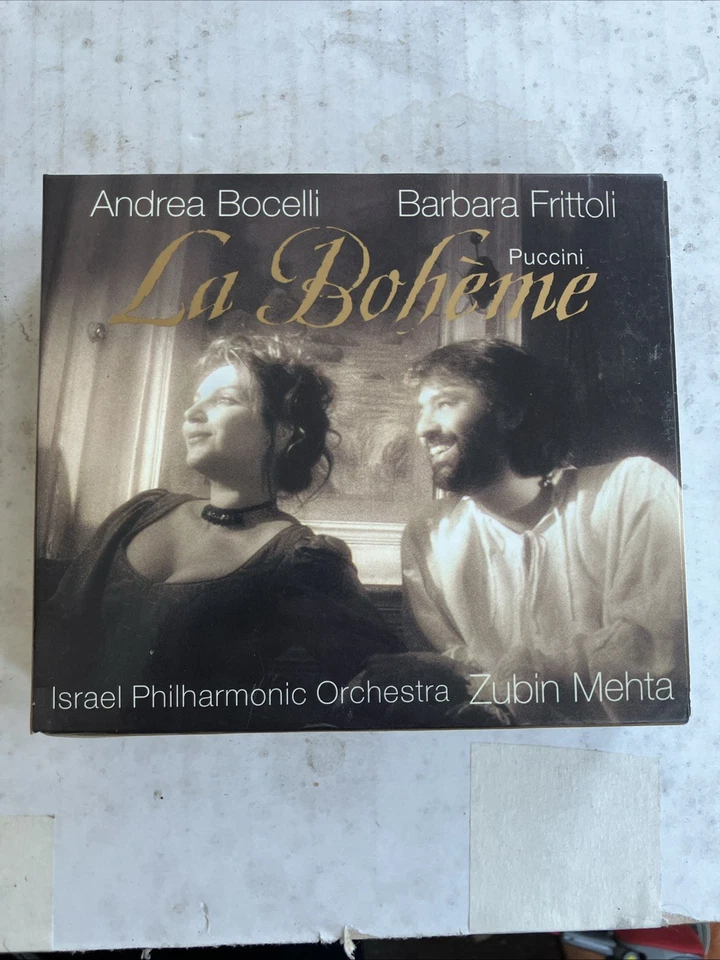 Andrea Bocelli Barbara Frittoli
Puccini
La Bohème
Israel Philharmonic Orchestra Zubin Mehta